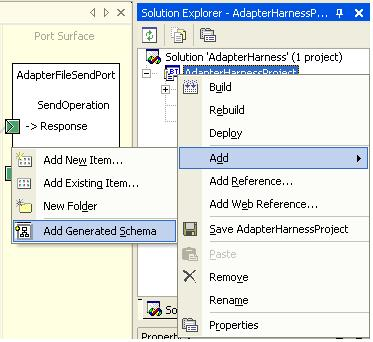 Port Surface
AdapterFileSendPort
SendOperation
-> Response
Solution Explorer - AdapterHarnessP...
Solution 'AdapterHarness' (1 project)
AdapterHarnessProject
Build
Rebuild
Deploy
Add
Add Reference...
Add Web Reference...
Save AdapterHarnessProject
Paste
Remove
Rename
Properties
Add New Item...
Add Existing Item...
New Folder
Add Generated Schema
So